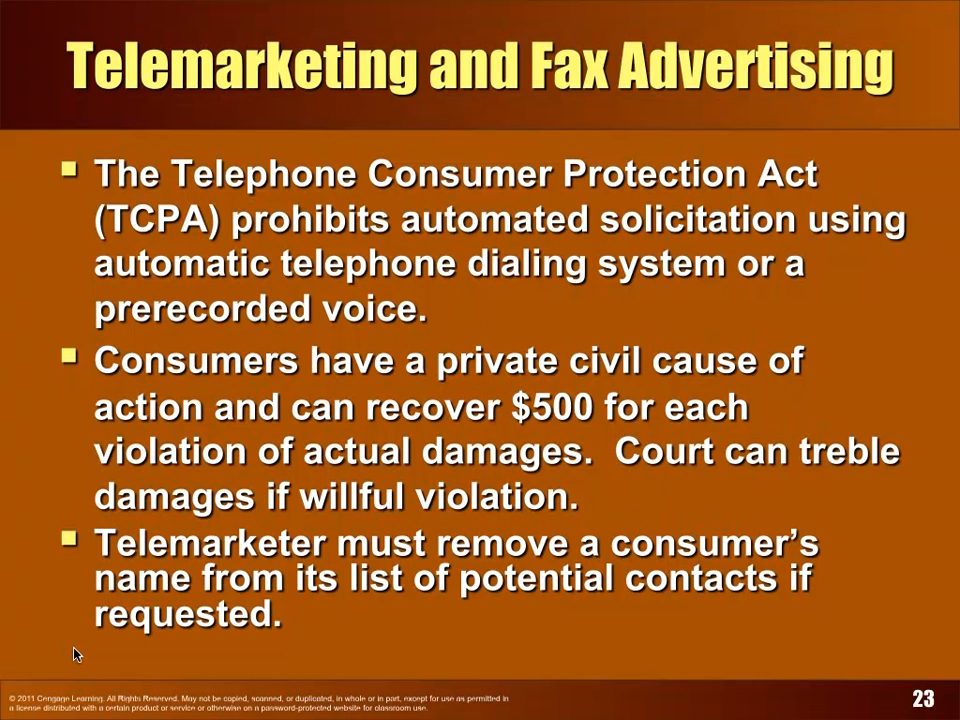 Telemarketing and Fax Advertising
The Telephone Consumer Protection Act
(TCPA) prohibits automated solicitation using
automatic telephone dialing system or a
prerecorded voice.
Consumers have a private civil cause of
action and can recover $500 for each
violation of actual damages.  Court can treble
damages if willful violation.
Telemarketer must remove a consumer’s
name from its list of potential contacts if
requested.
© 2011 Cengage Learning. All Rights Reserved. May not be copied, scanned, or duplicated, in whole or in part, except for use as permitted in
a license distributed with a certain product or service or otherwise on a password-protected website for classroom use.
23